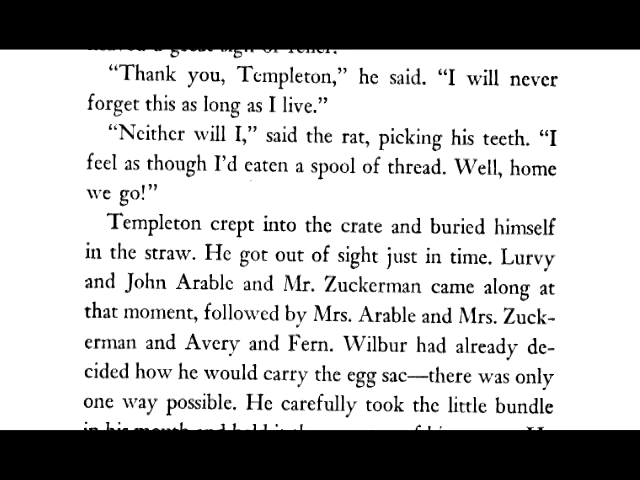 “Thank you, Templeton,” he said. “I will never
forget this as long as I live.”
“Neither will I,” said the rat, picking his teeth. “I
feel as though I’d eaten a spool of thread. Well, home
we go!”
Templeton crept into the crate and buried himself
in the straw. He got out of sight just in time. Lurvy
and John Arable and Mr. Zuckerman came along at
that moment, followed by Mrs. Arable and Mrs. Zuck-
erman and Avery and Fern. Wilbur had already de-
cided how he would carry the egg sac—there was only
one way possible. He carefully took the little bundle